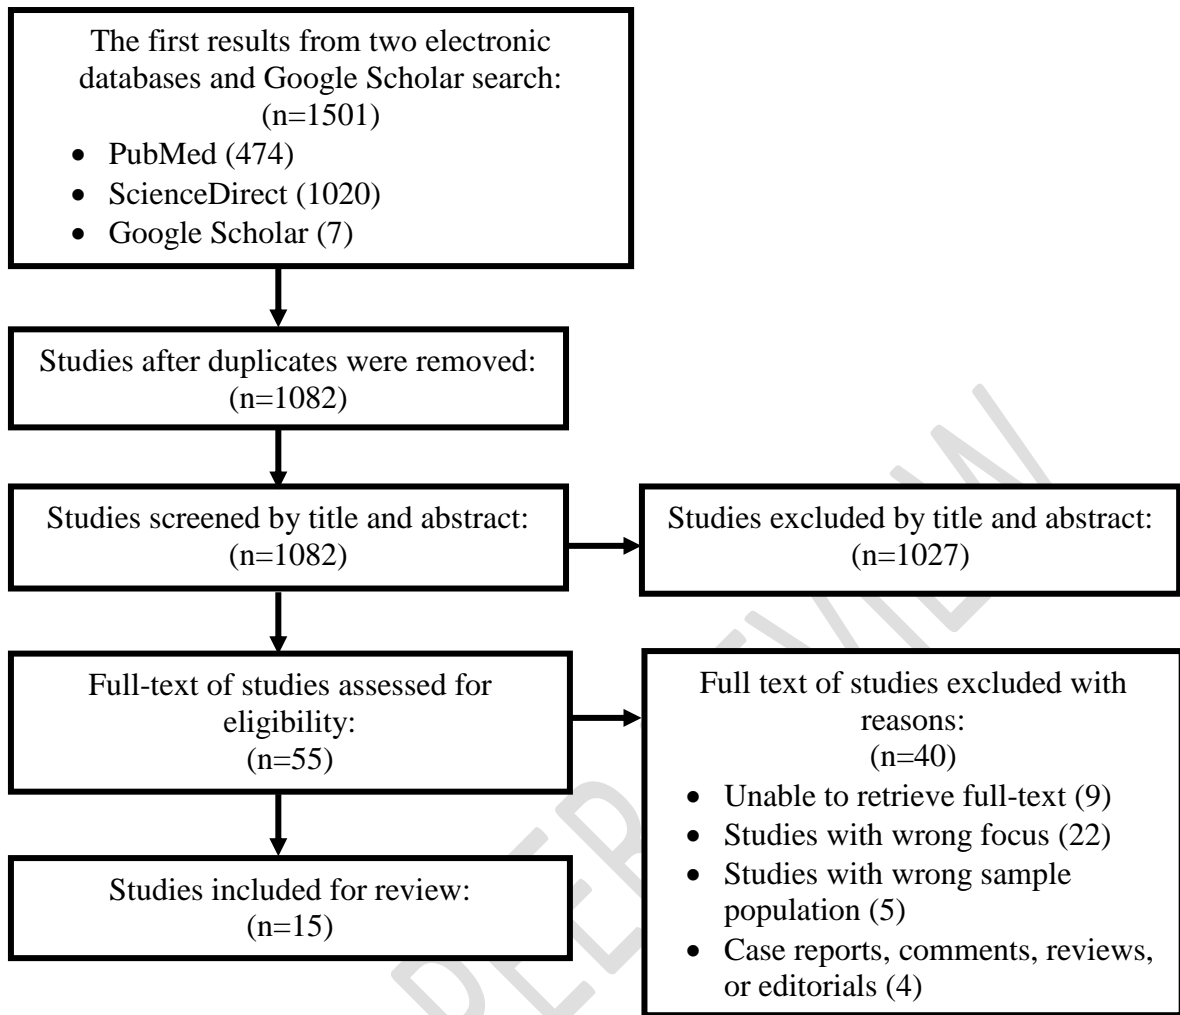 The first results from two electronic
databases and Google Scholar search:
(n=1501)
• PubMed (474)
• ScienceDirect (1020)
• Google Scholar (7)
Studies after duplicates were removed:
(n=1082)
Studies screened by title and abstract:
(n=1082)
Studies excluded by title and abstract:
(n=1027)
Full-text of studies assessed for
eligibility:
(n=55)
Full text of studies excluded with
reasons:
(n=40)
• Unable to retrieve full-text (9)
• Studies with wrong focus (22)
• Studies with wrong sample
population (5)
• Case reports, comments, reviews,
or editorials (4)
Studies included for review:
(n=15)
PEER REVIEW